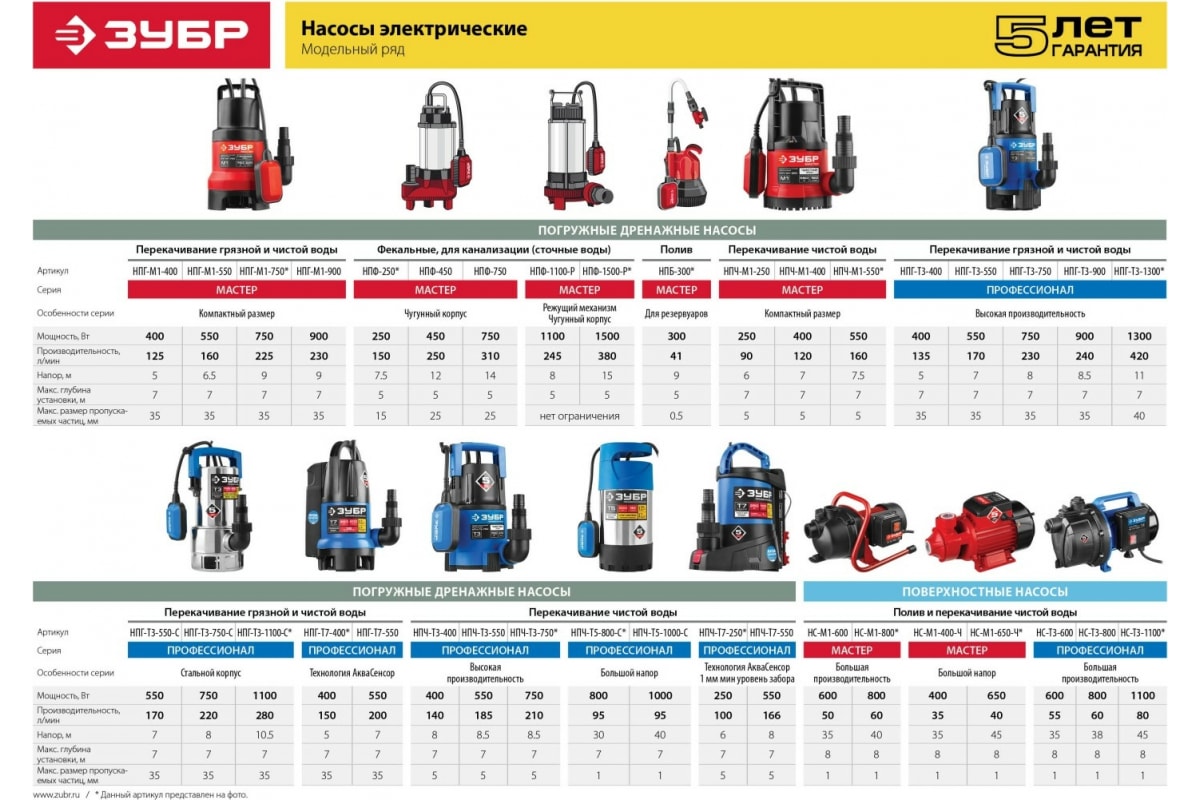 ЗУБР
Насосы электрические
Модельный ряд
5 ЛЕТ ГАРАНТИЯ
ПОГРУЖНЫЕ ДРЕНАЖНЫЕ НАСОСЫ
Перекачивание грязной и чистой воды Фекальные, для канализации (сточные воды) Полив Перекачивание чистой воды Перекачивание грязной и чистой воды
Артикул НПГ-М1-400 НПГ-М1-550 НПГ-М1-750* НПГ-М1-900 НПФ-250* НПФ-450 НПФ-750 НПФ-1100-Р НПФ-1500-Р* НПБ-300* НПЧ-М1-250 НПЧ-М1-400 НПЧ-М1-550* НПГ-Т3-400 НПГ-Т3-550 НПГ-Т3-750 НПГ-Т3-900 НПГ-Т3-1300*
Серия МАСТЕР МАСТЕР МАСТЕР МАСТЕР МАСТЕР ПРОФЕССИОНАЛ
Особенности серии Компактный размер Чугунный корпус Режущий механизм Чугунный корпус Для резервуаров Компактный размер Высокая производительность
Мощность, Вт 400 550 750 900 250 450 750 1100 1500 300 250 400 550 400 550 750 900 1300
Производительность, л/мин 125 160 225 230 150 250 310 245 380 41 90 120 160 135 170 230 240 420
Напор, м 5 6.5 9 9 7.5 12 14 8 15 9 6 7 7.5 5 7 8 8.5 11
Макс. глубина установки, м 7 7 7 7 5 5 5 5 5 5 7 7 7 7 7 7 7 7
Макс. размер пропускаемых частиц, мм 35 35 35 35 15 25 25 нет ограничения 0.5 5 5 5 35 35 35 35 40
ПОГРУЖНЫЕ ДРЕНАЖНЫЕ НАСОСЫ ПОВЕРХНОСТНЫЕ НАСОСЫ
Перекачивание грязной и чистой воды Перекачивание чистой воды Полив и перекачивание чистой воды
Артикул НПГ-Т3-550-С НПГ-Т3-750-С НПГ-Т3-1100-С* НПГ-Т7-400* НПГ-Т7-550 НПЧ-Т3-400 НПЧ-Т3-550 НПЧ-Т3-750* НПЧ-Т5-800-С* НПЧ-Т5-1000-С НПЧ-Т7-250* НПЧ-Т7-550 НС-М1-600 НС-М1-800* НС-М1-400-Ч НС-М1-650-Ч* НС-Т3-600 НС-Т3-800 НС-Т3-1100*
Серия ПРОФЕССИОНАЛ ПРОФЕССИОНАЛ ПРОФЕССИОНАЛ ПРОФЕССИОНАЛ ПРОФЕССИОНАЛ МАСТЕР МАСТЕР ПРОФЕССИОНАЛ
Особенности серии Стальной корпус Технология АкваСенсор Высокая производительность Большой напор Технология АкваСенсор 1 мм мин уровень забора Большая производительность Большой напор Большая производительность
Мощность, Вт 550 750 1100 400 550 400 550 750 800 1000 250 550 600 800 400 650 600 800 1100
Производительность, л/мин 170 220 280 150 200 140 185 210 95 95 100 166 50 60 35 40 55 60 80
Напор, м 7 8 10.5 5 7 8 8.5 8.5 30 40 6 8 35 40 35 45 35 38 45
Макс. глубина установки, м 7 7 7 7 7 7 7 7 7 7 7 7 8 8 8 8 8 8 8
Макс. размер пропускаемых частиц, мм 35 35 35 35 35 5 5 5 1 1 5 5 1 1 1 1 1 1 1
www.zubr.ru / * Данный артикул представлен на фото.